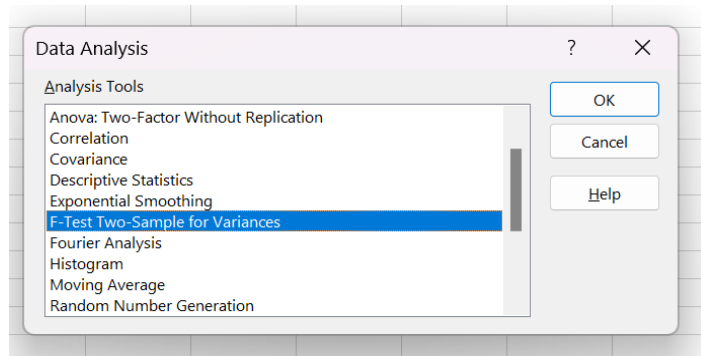 Data Analysis
?
Analysis Tools
Anova: Two-Factor Without Replication
Correlation
Covariance
Descriptive Statistics
Exponential Smoothing
F-Test Two-Sample for Variances
Fourier Analysis
Histogram
Moving Average
Random Number Generation
OK
Cancel
Help